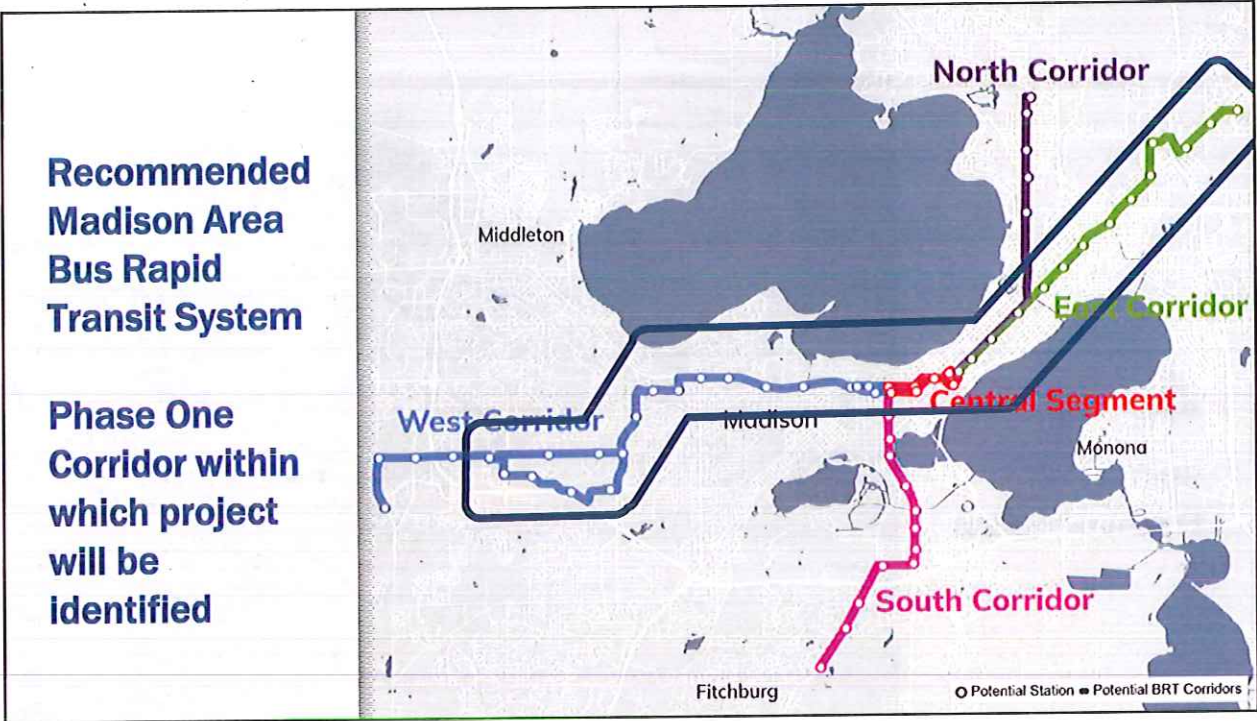 Recommended
Madison Area
Bus Rapid
Transit System
Phase One
Corridor within
which project
will be
identified
North Corridor
Middleton
East Corridor
West Corridor
Central Segment
Madison
Monona
South Corridor
Fitchburg
Potential Station
Potential BRT Corridors